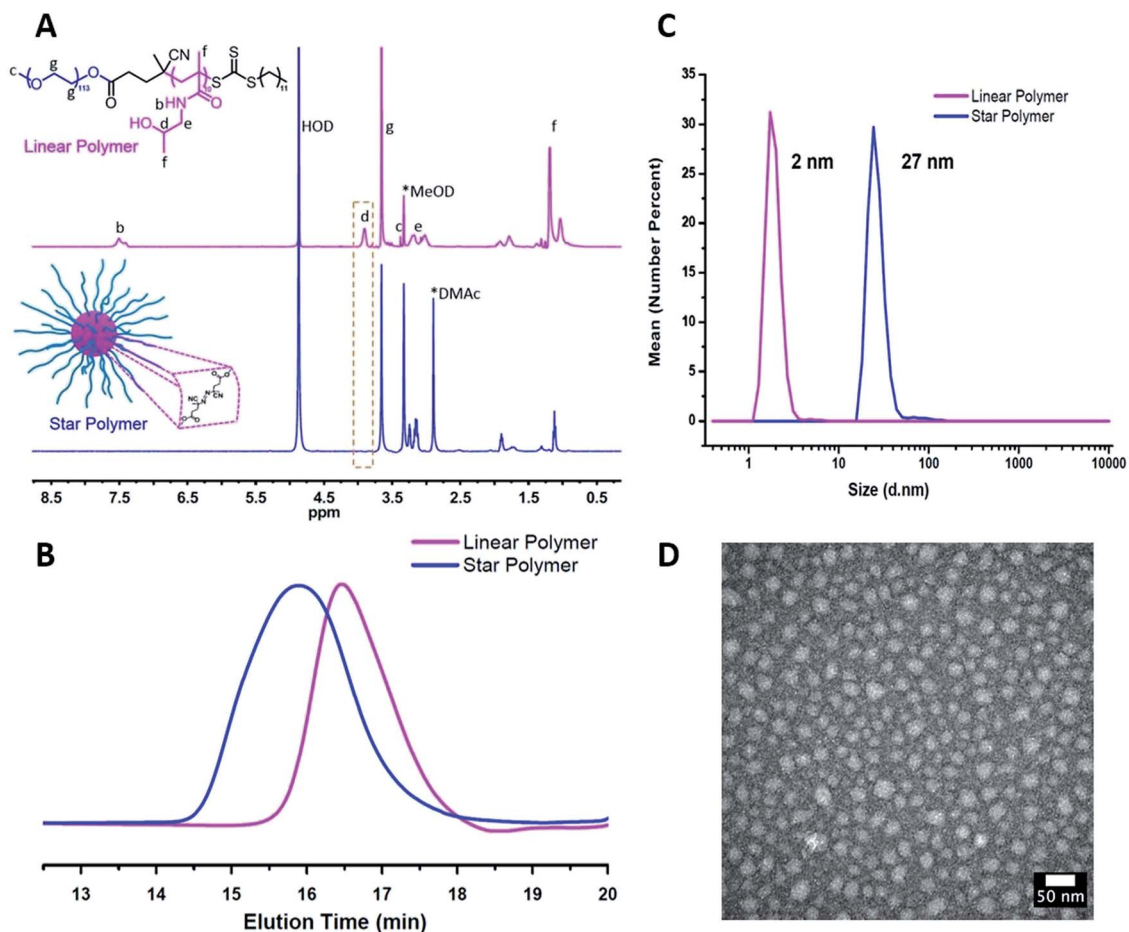 A
c
O
g
g
113
O
O
CN
f
10
S
S
S
11
b
HN
O
HO
d
e
f
Linear Polymer
HOD
g
*MeOD
f
b
d
c
e
*DMAc
Star Polymer
8.5 7.5 6.5 5.5 4.5 3.5 2.5 1.5 0.5
ppm
B
Linear Polymer
Star Polymer
13 14 15 16 17 18 19 20
Elution Time (min)
C
Mean (Number Percent)
35
30
25
20
15
10
5
0
Linear Polymer
Star Polymer
2 nm
27 nm
1 10 100 1000 10000
Size (d.nm)
D
50 nm